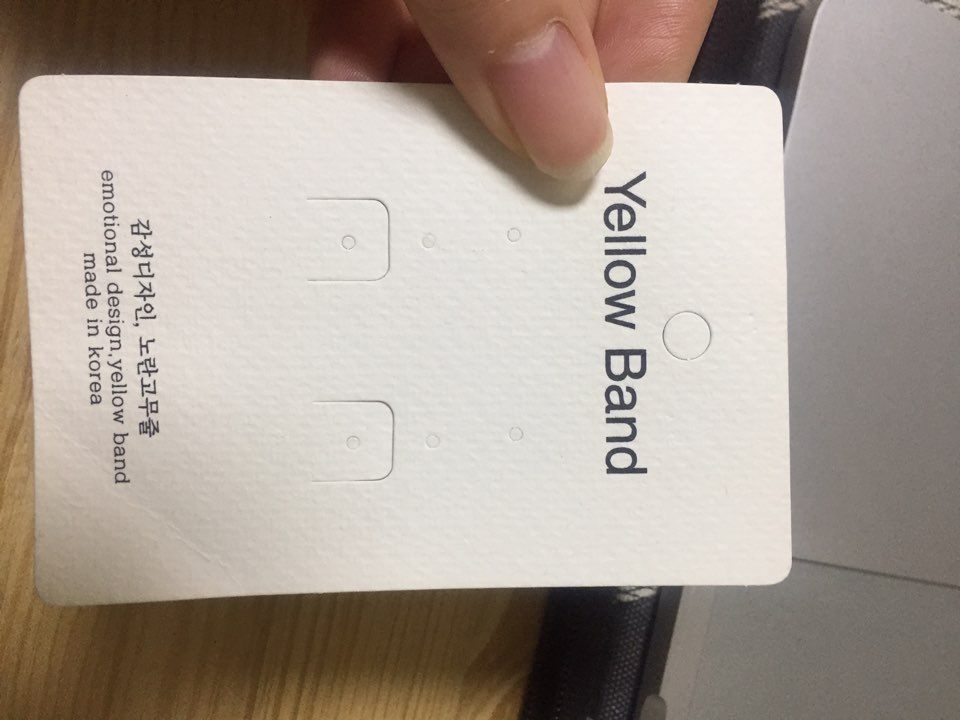 Yellow Band
감성디자인, 노란고무줄
emotional design,yellow band
made in korea